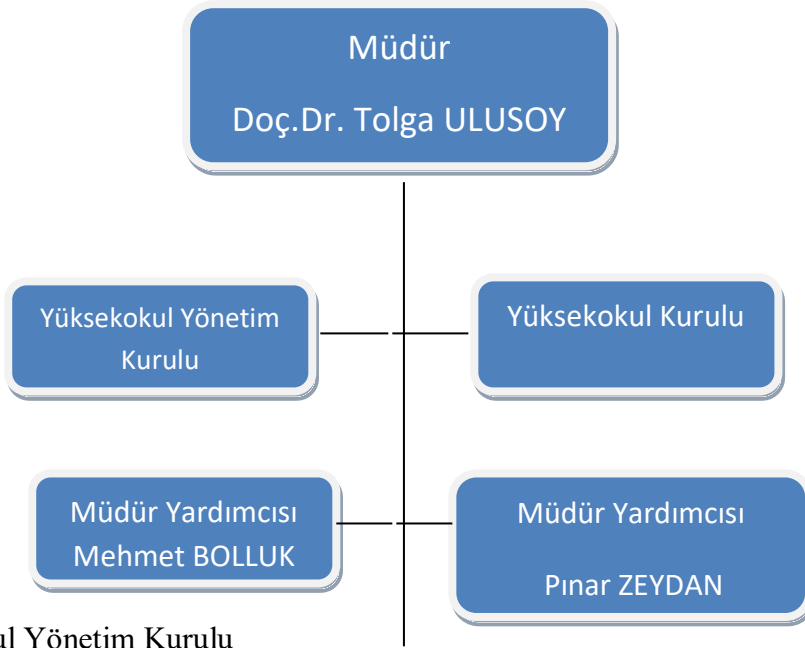 Müdür
Doç.Dr. Tolga ULUSOY
Yüksekokul Yönetim
Kurulu
Yüksekokul Kurulu
Müdür Yardımcısı
Mehmet BOLLUK
Müdür Yardımcısı
Pınar ZEYDAN
Yönetim Kurulu